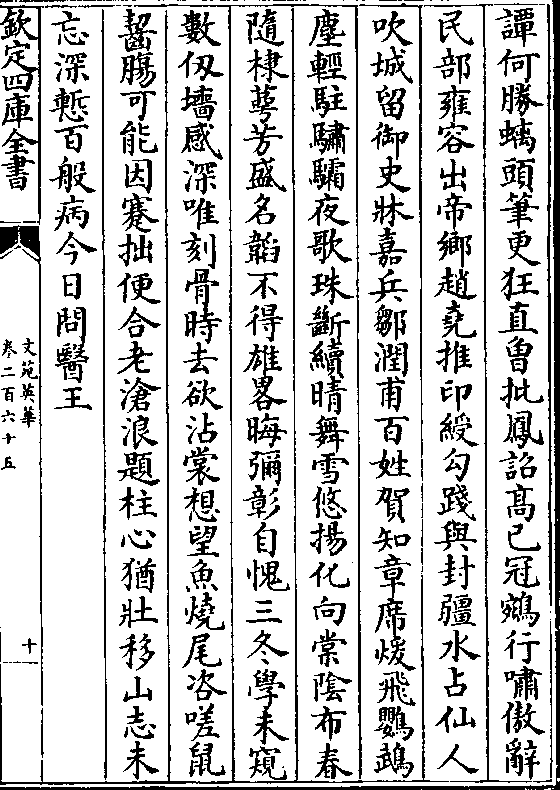 譚何勝螭頭筆更狂直曾批鳳詔高已冠鵷行嘯傲辭
民部雍容出帝鄉趙堯推印綬勾踐與封疆水占仙人
吹城留御史牀嘉兵鄒潤甫百姓賀知章席煖飛鸚鵡
塵輕駐驌驦夜歌珠斷續晴舞雪悠揚化向棠陰布春
隨棣萼芳盛名韜不得雄畧晦彌彰自愧三冬學未窺
數仞墻感深唯刻骨時去欲沾裳想望魚燒尾咨嗟鼠
齧膓可能因蹇拙便合老滄浪題柱心猶壯移山志未
忘深慙百般病今日問醫王
欽定四庫全書
文苑英華
卷二百六十五
十